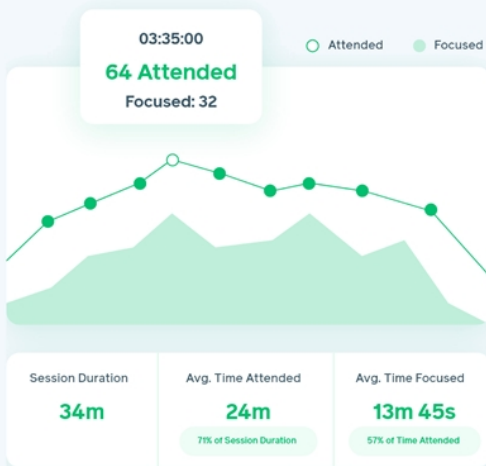 03:35:00
64 Attended
Focused: 32
Attended
Focused
Session Duration
34m
Avg. Time Attended
24m
71% of Session Duration
Avg. Time Focused
13m 45s
57% of Time Attended